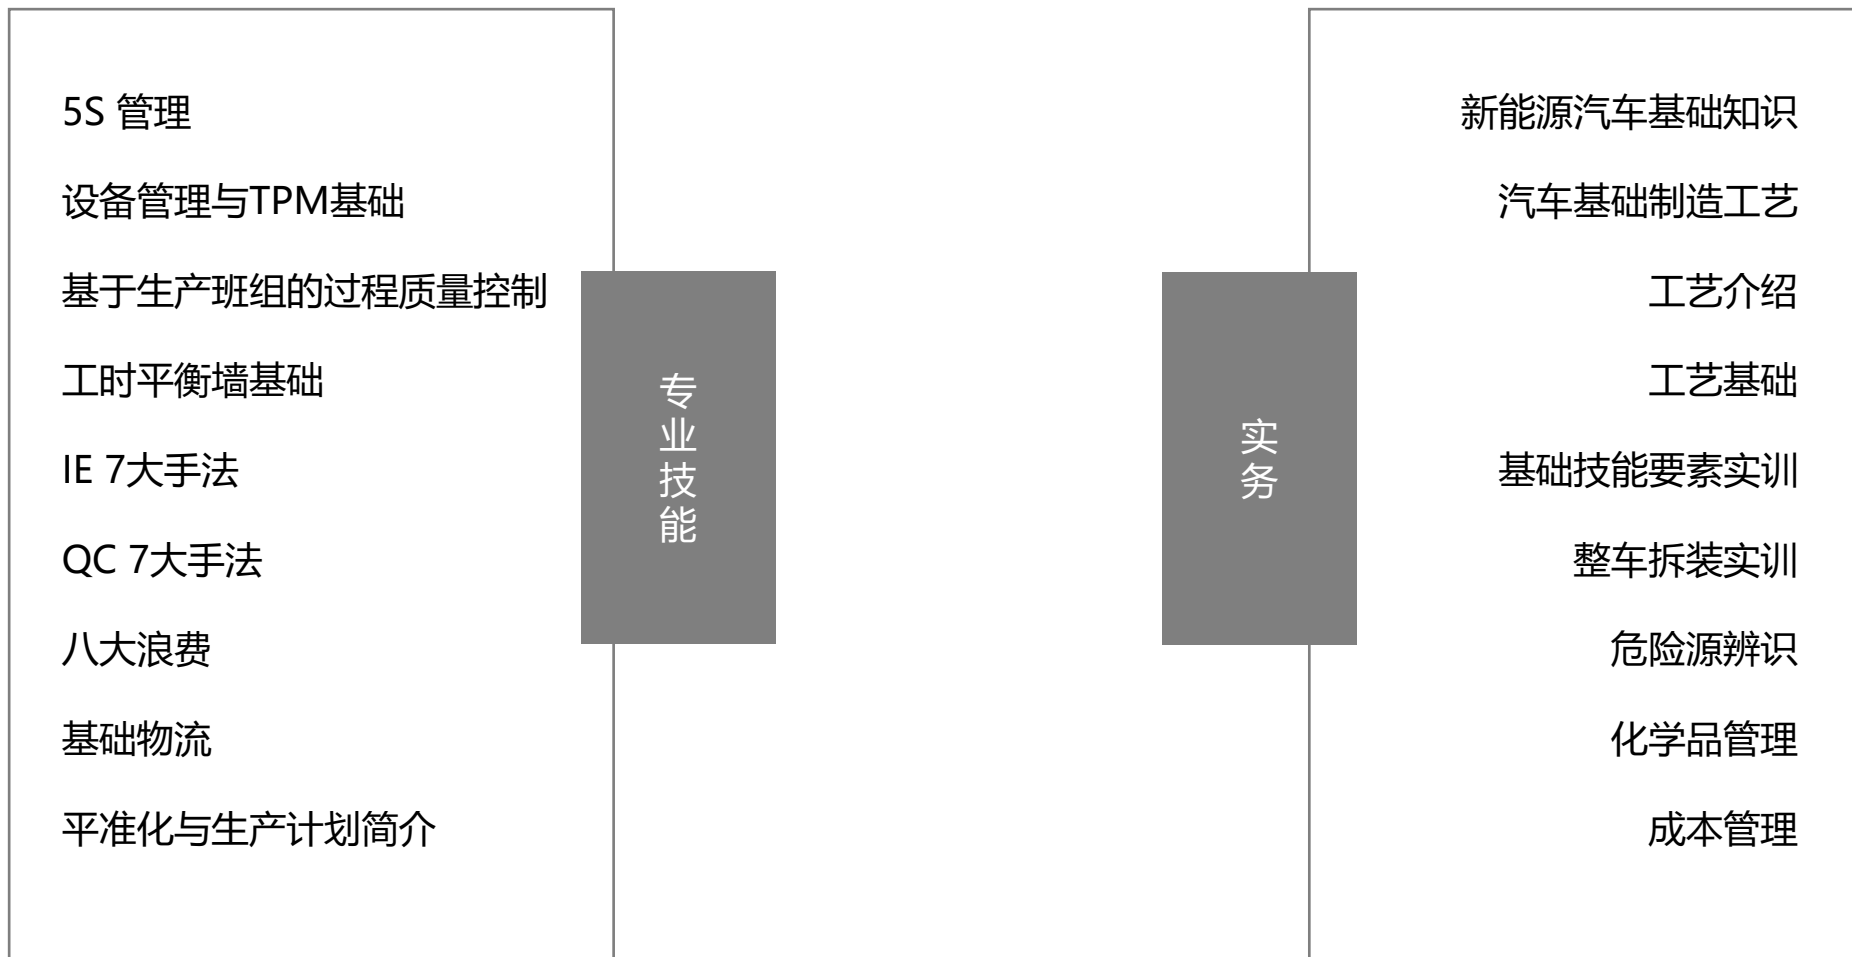 5S 管理
设备管理与TPM基础
基于生产班组的过程质量控制
工时平衡墙基础
IE 7大手法
QC 7大手法
八大浪费
基础物流
平准化与生产计划简介
专业技能
实务
新能源汽车基础知识
汽车基础制造工艺
工艺介绍
工艺基础
基础技能要素实训
整车拆装实训
危险源辨识
化学品管理
成本管理